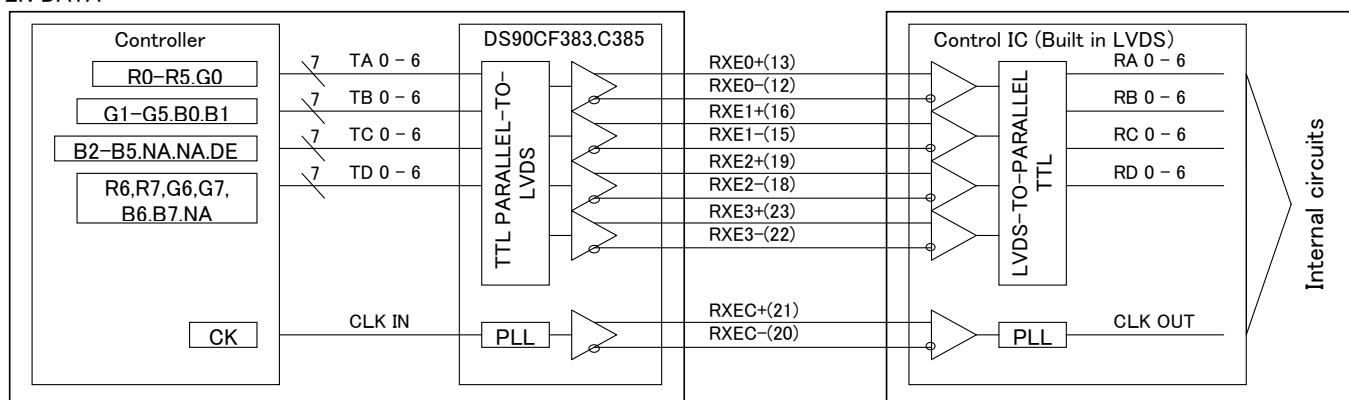 EN DATA
Controller
R0-R5.G0
G1-G5.B0.B1
B2-B5.NA.NA.DE
R6,R7,G6,G7,
B6.B7.NA
CK
7
TA 0 - 6
7
TB 0 - 6
7
TC 0 - 6
7
TD 0 - 6
CLK IN
DS90CF383,C385
TTL PARALLEL-TO-
LVDS
PLL
RXE0+(13)
RXE0-(12)
RXE1+(16)
RXE1-(15)
RXE2+(19)
RXE2-(18)
RXE3+(23)
RXE3-(22)
RXEC+(21)
RXEC-(20)
Control IC (Built in LVDS)
LVDS-TO-PARALLEL
TTL
PLL
RA 0 - 6
RB 0 - 6
RC 0 - 6
RD 0 - 6
CLK OUT
Internal circuits